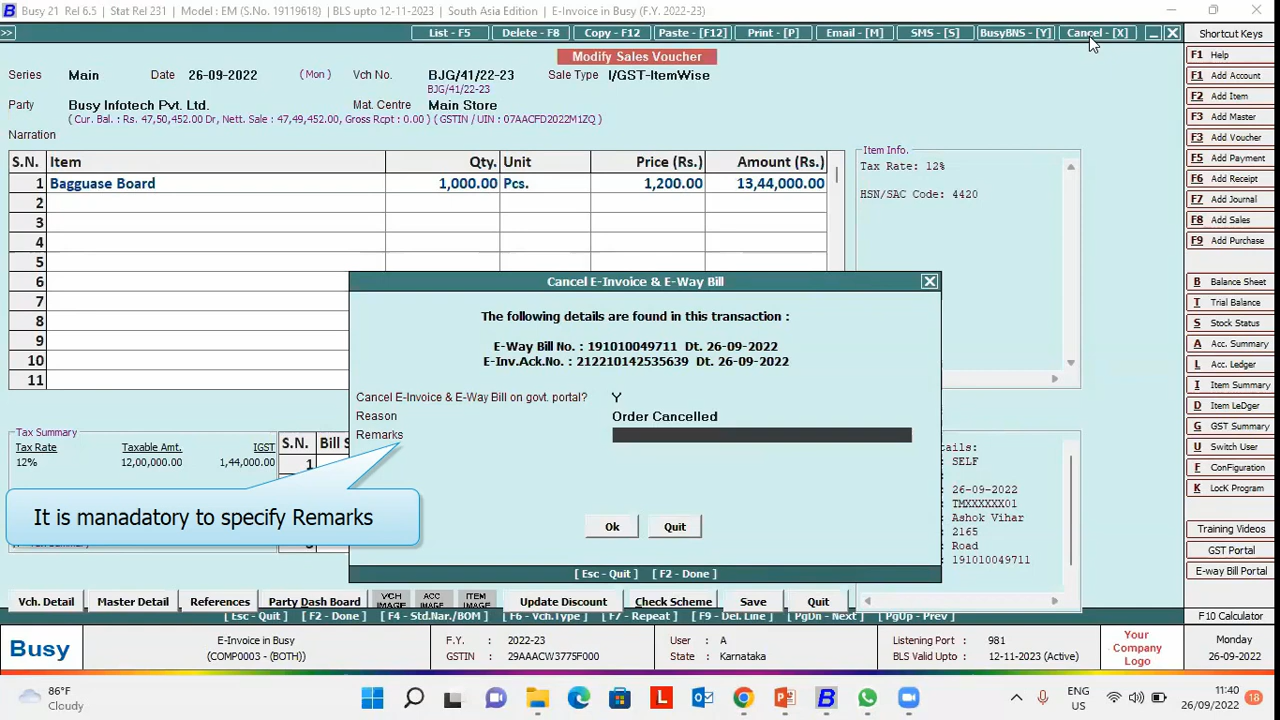 Busy 21 Rel 6.5 | Stat Rel 231 | Model : EM (S.No. 19119618) | BLS upto 12-11-2023 | South Asia Edition | E-Invoice in Busy (F.Y. 2022-23)
>> List - F5 Delete - F8 Copy - F12 Paste - [F12] Print - [P] Email - [M] SMS - [S] BusyBNS - [Y] Cancel - [X] Shortcut Keys
Modify Sales Voucher
Series Main Date 26-09-2022 (Mon) Vch No. BJG/41/22-23 Sale Type I/GST-ItemWise
BJG/41/22-23
Party Busy Infotech Pvt. Ltd. Mat. Centre Main Store
( Cur. Bal. : Rs. 47,50,452.00 Dr, Nett. Sale : 47,49,452.00, Gross Rcpt : 0.00 ) ( GSTIN / UIN : 07AACFD2022M1ZQ )
Narration
S.N. Item Qty. Unit Price (Rs.) Amount (Rs.)
1 Bagguase Board 1,000.00 Pcs. 1,200.00 13,44,000.00
2
3
4
5
6
7
8
9
10
11
Item Info.
Tax Rate: 12%
HSN/SAC Code: 4420
Cancel E-Invoice & E-Way Bill
The following details are found in this transaction :
E-Way Bill No. : 191010049711 Dt. 26-09-2022
E-Inv.Ack.No. : 212210142535639 Dt. 26-09-2022
Cancel E-Invoice & E-Way Bill on govt. portal? Y
Reason Order Cancelled
Remarks
Ok Quit
[ Esc - Quit ] [ F2 - Done ]
It is manadatory to specify Remarks
Tax Summary
Tax Rate Taxable Amt. IGST
12% 12,00,000.00 1,44,000.00
S.N. Bill S
1
etails:
: SELF
: 26-09-2022
: TMXXXXXX01
: Ashok Vihar
: 2165
: Road
: 191010049711
Vch. Detail Master Detail References Party Dash Board VCH IMAGE ACC IMAGE ITEM IMAGE Update Discount Check Scheme Save Quit
[ Esc - Quit ] [ F2 - Done ] [ F4 - Std.Nar./BOM ] [ F6- Vch.Type ] [ F7 - Repeat ] [ F9 - Del. Line ] [ PgDn - Next ] [ PgUp - Prev ]
F1 Help
F1 Add Account
F2 Add Item
F3 Add Master
F3 Add Voucher
F5 Add Payment
F6 Add Receipt
F7 Add Journal
F8 Add Sales
F9 Add Purchase
B Balance Sheet
T Trial Balance
S Stock Status
A Acc. Summary
L Acc. Ledger
I Item Summary
D Item LeDger
G GST Summary
U Switch User
F ConFiguration
K LocK Program
Training Videos
GST Portal
E-way Bill Portal
F10 Calculator
Busy E-Invoice in Busy F.Y. : 2022-23 User : A Listening Port : 981 Your Company Logo Monday
(COMP0003 - (BOTH)) GSTIN : 29AAACW3775F000 State : Karnataka BLS Valid Upto : 12-11-2023 (Active) 26-09-2022
86°F
Cloudy
ENG
US
11:40
26/09/2022
18